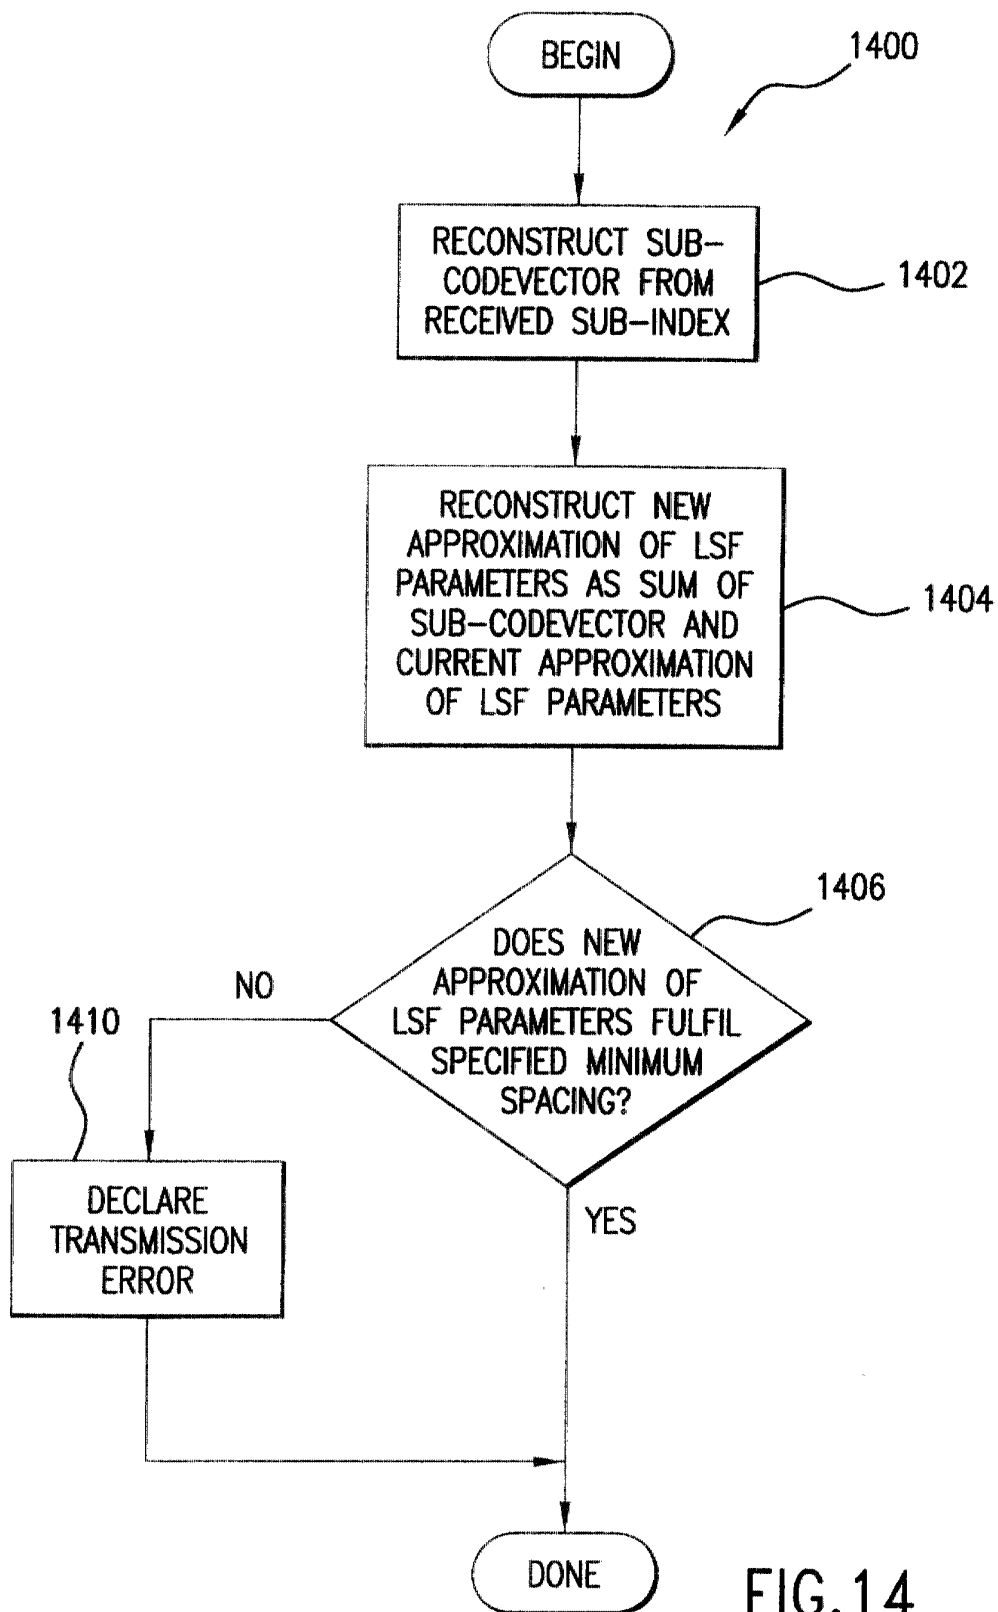 BEGIN
1400
RECONSTRUCT SUB-
CODEVECTOR FROM
RECEIVED SUB-INDEX
1402
RECONSTRUCT NEW
APPROXIMATION OF LSF
PARAMETERS AS SUM OF
SUB-CODEVECTOR AND
CURRENT APPROXIMATION
OF LSF PARAMETERS
1404
1406
DOES NEW
APPROXIMATION OF
LSF PARAMETERS FULFIL
SPECIFIED MINIMUM
SPACING?
NO
1410
DECLARE
TRANSMISSION
ERROR
YES
DONE
FIG.14